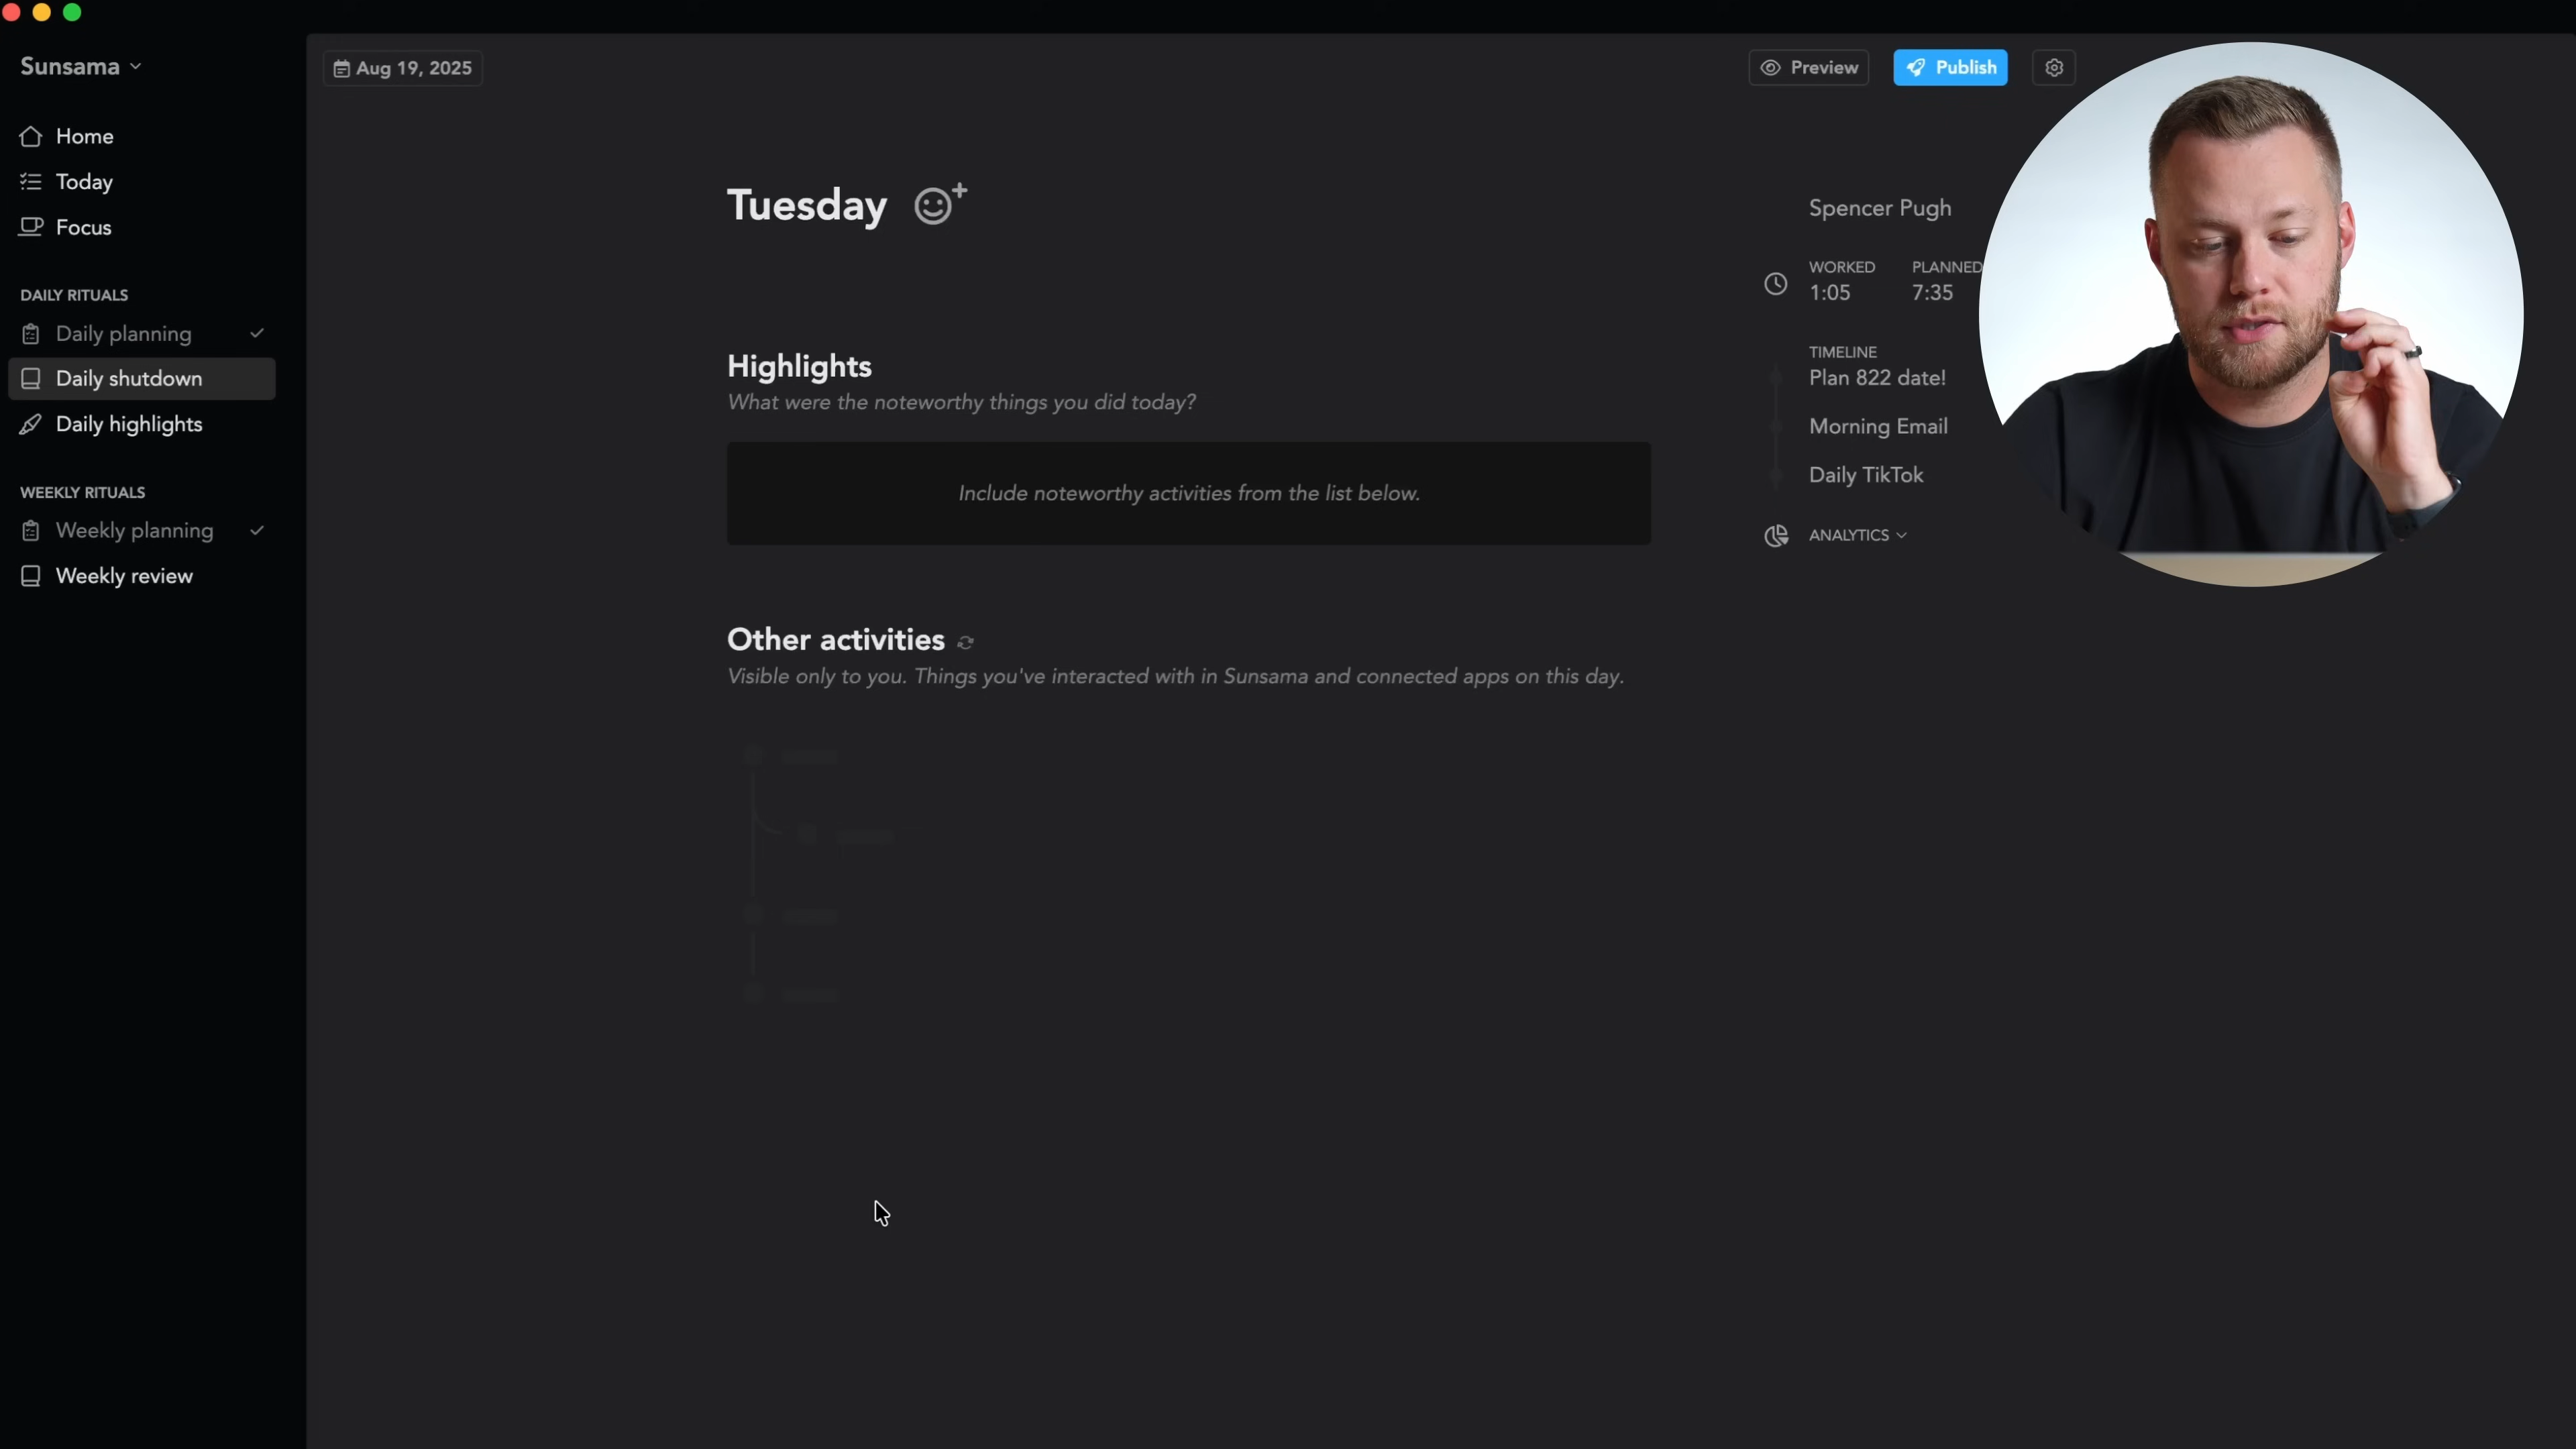 Sunsama
Home
Today
Focus
DAILY RITUALS
Daily planning
Daily shutdown
Daily highlights
WEEKLY RITUALS
Weekly planning
Weekly review
Aug 19, 2025
Preview
Publish
Tuesday
Highlights
What were the noteworthy things you did today?
Include noteworthy activities from the list below.
Other activities
Visible only to you. Things you've interacted with in Sunsama and connected apps on this day.
Spencer Pugh
WORKED PLANNED
1:05 7:35
TIMELINE
Plan 822 date!
Morning Email
Daily TikTok
ANALYTICS